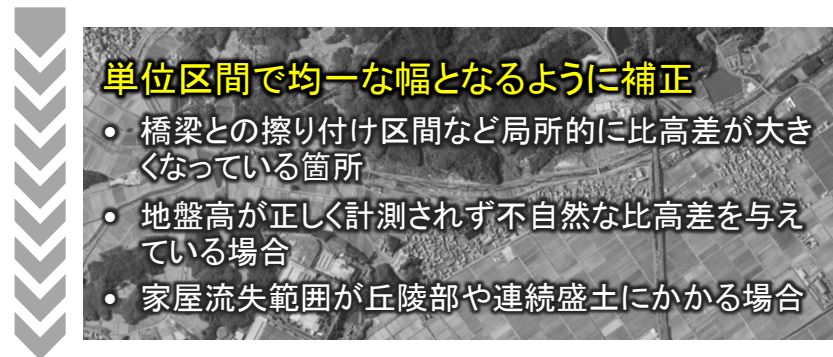 単位区間で均一な幅となるように補正
• 橋梁との擦り付け区間など局所的に比高差が大き
くなっている箇所
• 地盤高が正しく計測されず不自然な比高差を与え
ている場合
• 家屋流失範囲が丘陵部や連続盛土にかかる場合